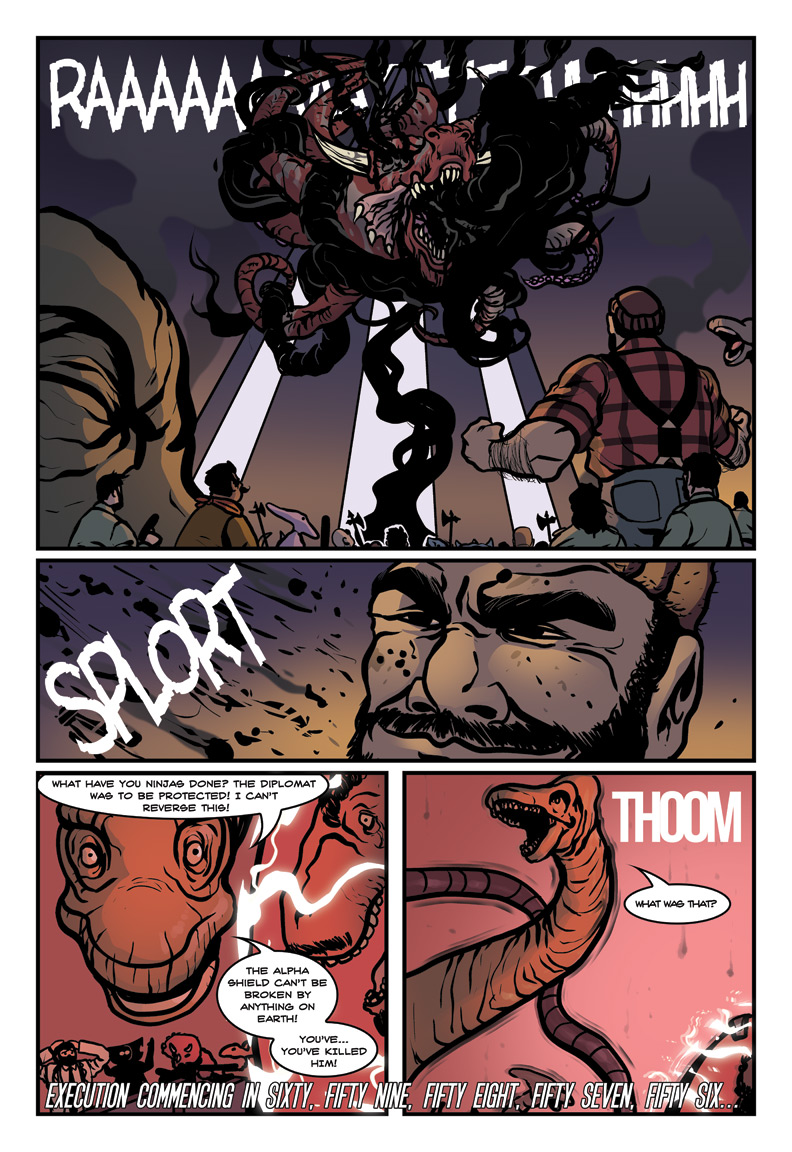 SPLORT
WHAT HAVE YOU NINJAS DONE? THE DIPLOMAT
WAS TO BE PROTECTED! I CAN'T
REVERSE THIS!
THE ALPHA
SHIELD CAN'T BE
BROKEN BY
ANYTHING ON
EARTH!
YOU'VE...
YOU'VE KILLED
HIM!
THOOM
WHAT WAS THAT?
EXECUTION COMMENCING IN SIXTY, FIFTY NINE, FIFTY EIGHT, FIFTY SEVEN, FIFTY SIX...